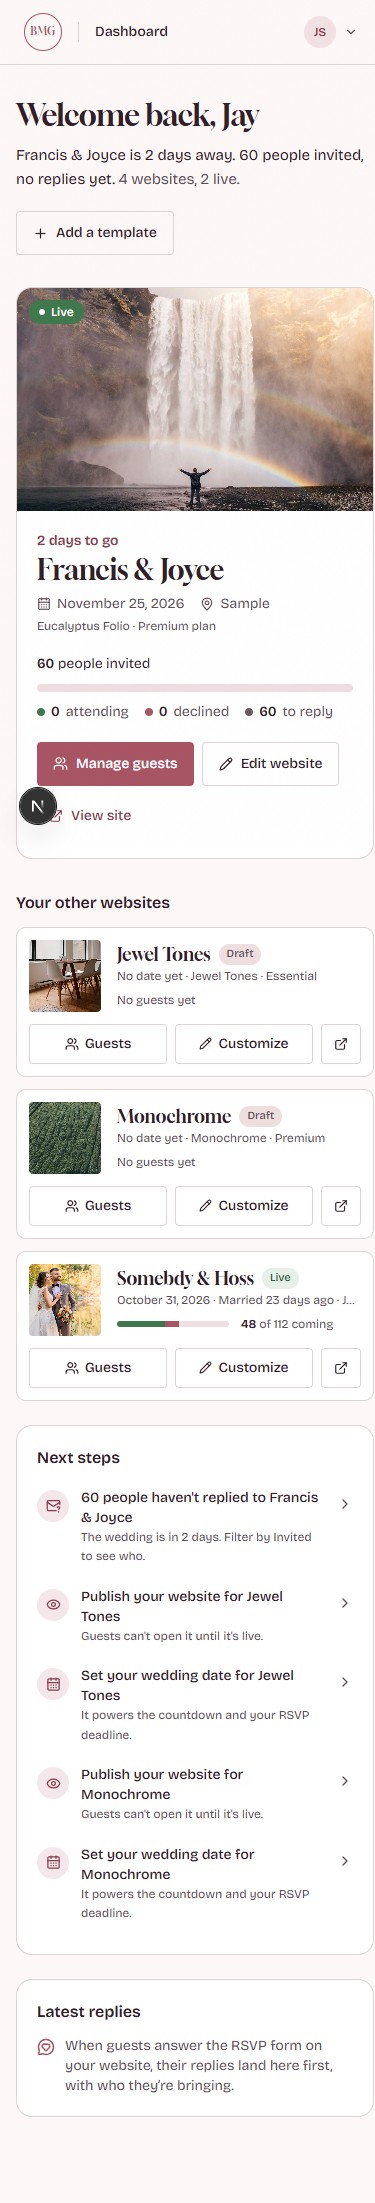 BMG
Dashboard
JS
Welcome back, Jay
Francis & Joyce is 2 days away. 60 people invited,
no replies yet. 4 websites, 2 live.
Add a template
Live
2 days to go
Francis & Joyce
November 25, 2026 Sample
Eucalyptus Folio · Premium plan
60 people invited
0 attending 0 declined 60 to reply
Manage guests Edit website
N
View site
Your other websites
Jewel Tones Draft
No date yet · Jewel Tones · Essential
No guests yet
Guests Customize
Monochrome Draft
No date yet · Monochrome · Premium
No guests yet
Guests Customize
Somebdy & Hoss Live
October 31, 2026 · Married 23 days ago · J...
48 of 112 coming
Guests Customize
Next steps
60 people haven't replied to Francis
& Joyce
The wedding is in 2 days. Filter by Invited
to see who.
Publish your website for Jewel
Tones
Guests can't open it until it's live.
Set your wedding date for Jewel
Tones
It powers the countdown and your RSVP
deadline.
Publish your website for
Monochrome
Guests can't open it until it's live.
Set your wedding date for
Monochrome
It powers the countdown and your RSVP
deadline.
Latest replies
When guests answer the RSVP form on
your website, their replies land here first,
with who they're bringing.